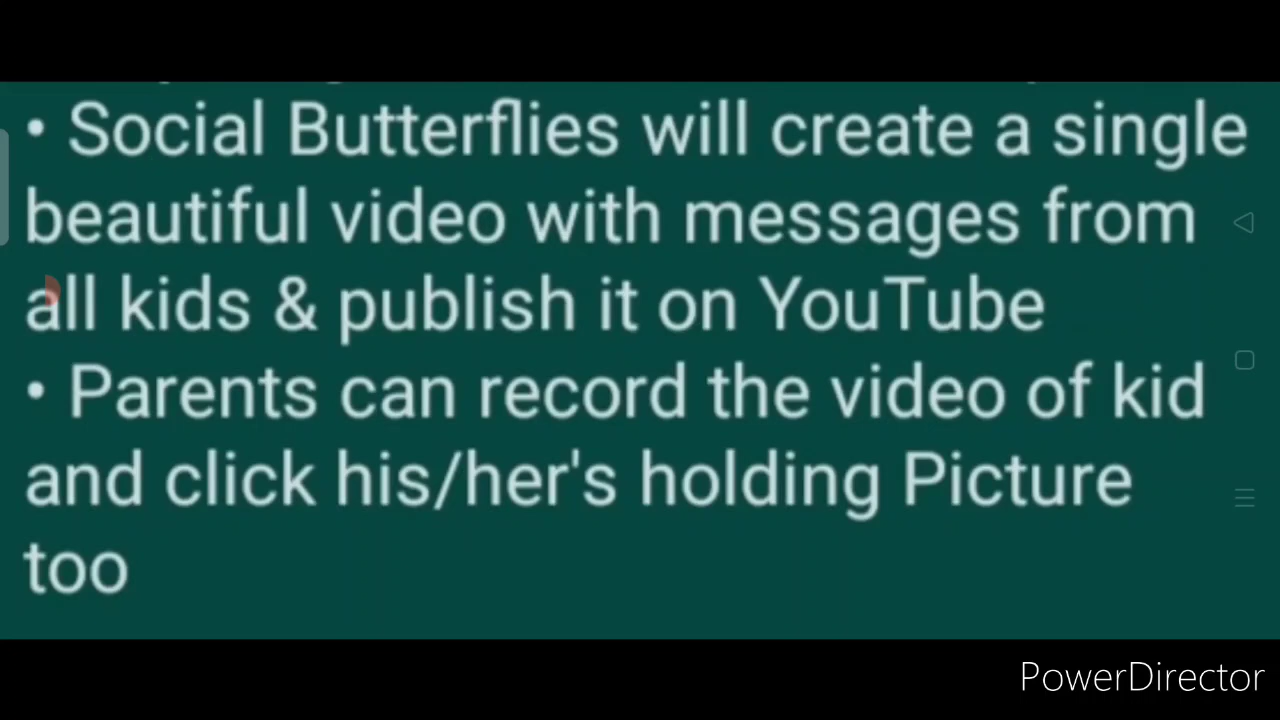 • Social Butterflies will create a single
beautiful video with messages from
all kids & publish it on YouTube
• Parents can record the video of kid
and click his/her's holding Picture
too
PowerDirector